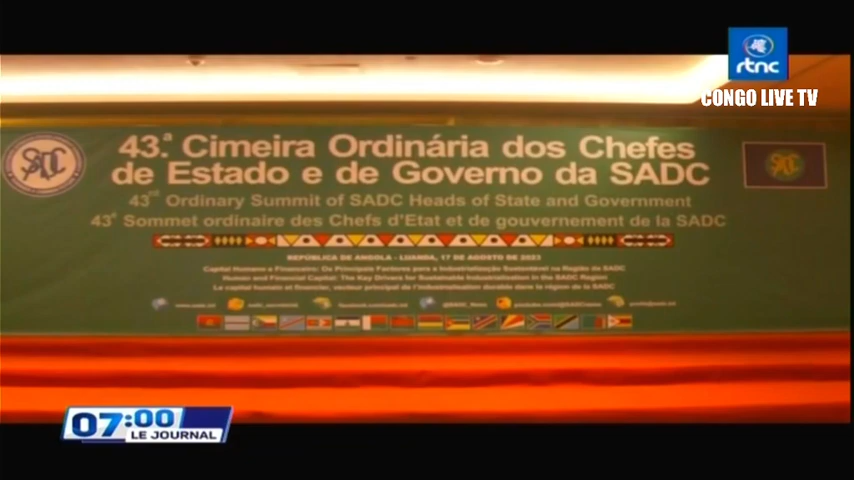 rtnc
CONGO LIVE TV
SADC
43.ª Cimeira Ordinária dos Chefes
de Estado e de Governo da SADC
43rd Ordinary Summit of SADC Heads of State and Government
43e Sommet ordinaire des Chefs d'Etat et de gouvernement de la SADC
REPÚBLICA DE ANGOLA - LUANDA, 17 DE AGOSTO DE 2023
Capital Humano e Financeiro: Os Principais Factores para a Industrialização Sustentável na Região da SADC
Human and Financial Capital: The Key Drivers for Sustainable Industrialization in the SADC Region
Le capital humain et financier, vecteur principal de l'industrialisation durable dans la région de la SADC
07:00
LE JOURNAL